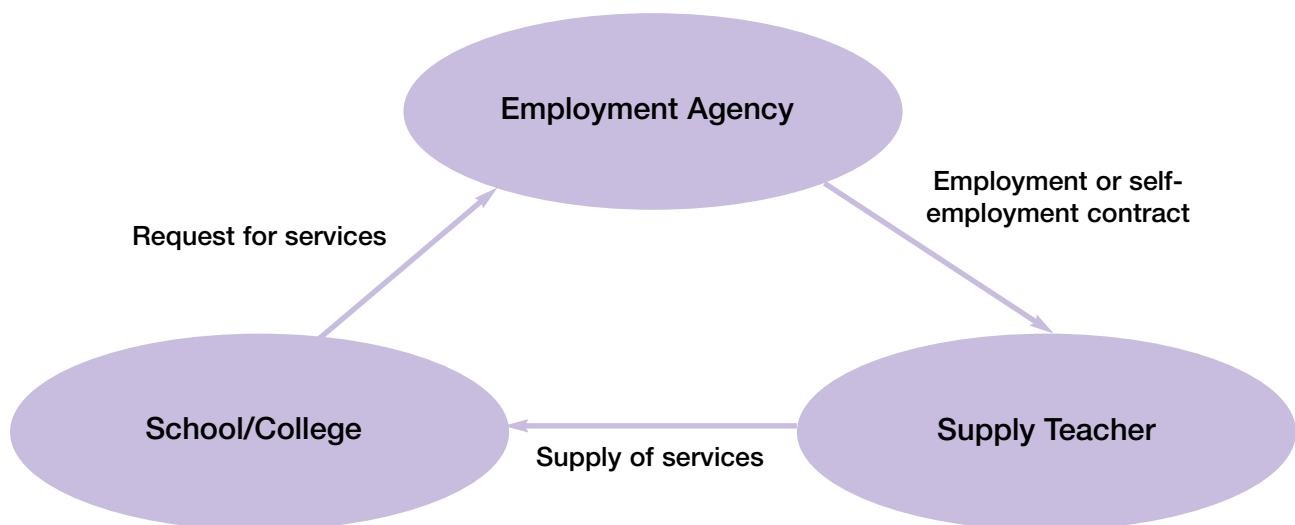 Employment Agency
Employment or self-
employment contract
Request for services
School/College
Supply Teacher
Supply of services